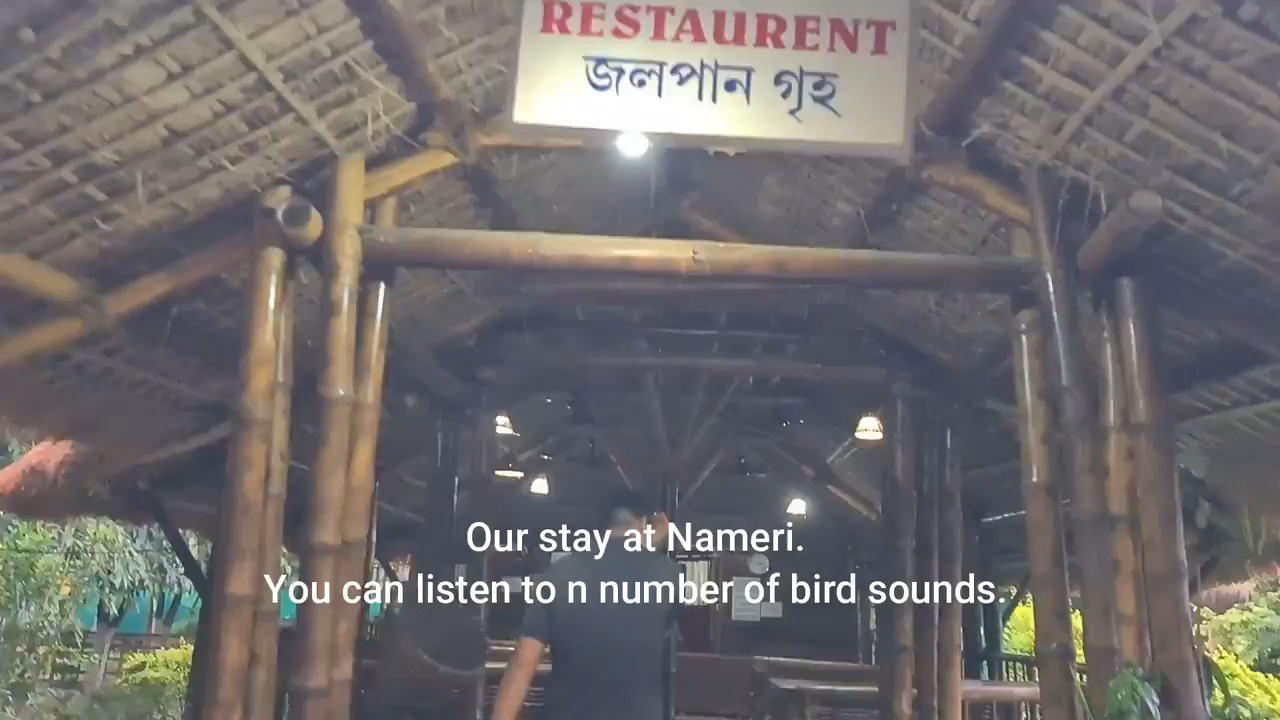 RESTAURENT
জলপান গৃহ
Our stay at Nameri.
You can listen to n number of bird sounds.